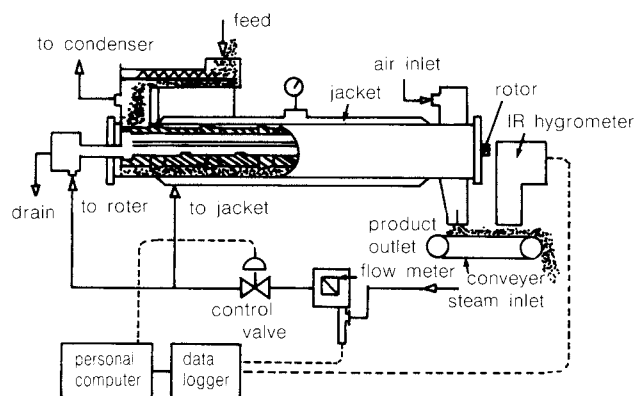 feed
to condenser
air inlet
jacket
rotor
IR hygrometer
drain
to roter
to jacket
product
outlet
flow meter
conveyer
steam inlet
control
valve
personal
computer
data
logger